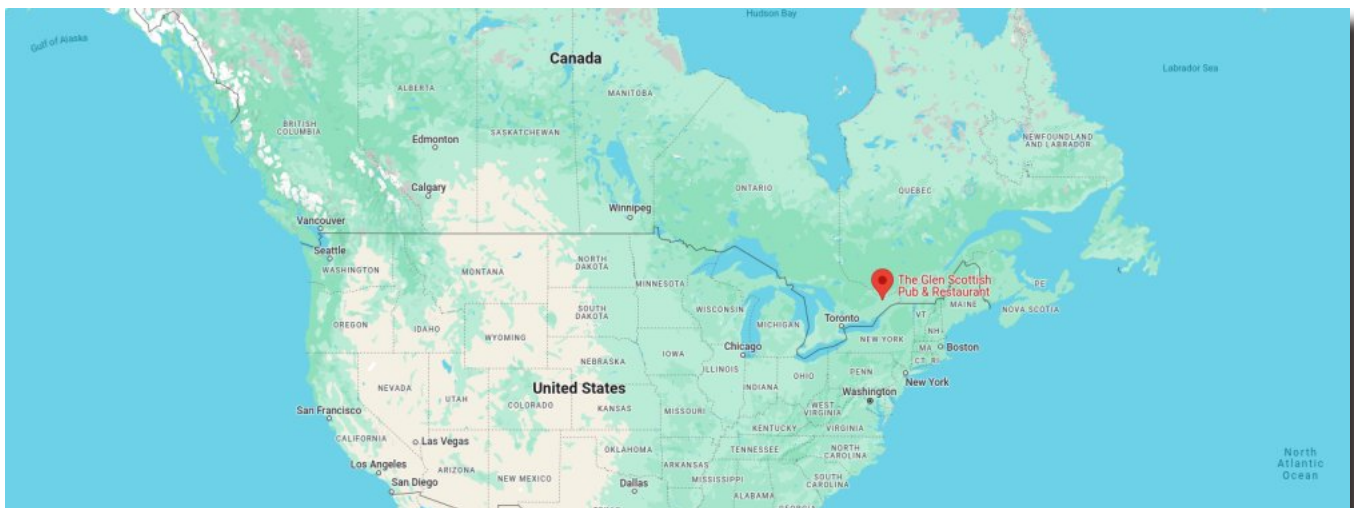 Hudson Bay
Gulf of Alaska
Canada
Labrador Sea
ALBERTA
MANITOBA
BRITISH
COLUMBIA
SASKATCHEWAN
NEWFOUNDLAND
AND LABRADOR
Edmonton
ONTARIO
QUEBEC
Calgary
Winnipeg
Vancouver
Seattle
WASHINGTON
MONTANA
NORTH
DAKOTA
MINNESOTA
The Glen Scottish
Pub & Restaurant
PE
MAINE
NOVA SCOTIA
OREGON
IDAHO
SOUTH
DAKOTA
WISCONSIN
MICHIGAN
Toronto
VT
NH
WYOMING
NEW YORK
MA
Boston
Chicago
IOWA
CT
RI
NEBRASKA
ILLINOIS
INDIANA
OHIO
PENN
New York
NEVADA
UTAH
United States
COLORADO
KANSAS
MISSOURI
Washington
WEST
VIRGINIA
San Francisco
KENTUCKY
VIRGINIA
CALIFORNIA
Las Vegas
OKLAHOMA
TENNESSEE
NORTH
CAROLINA
North
Atlantic
Ocean
Los Angeles
ARIZONA
NEW MEXICO
ARKANSAS
San Diego
Dallas
MISSISSIPPI
SOUTH
CAROLINA
ALABAMA